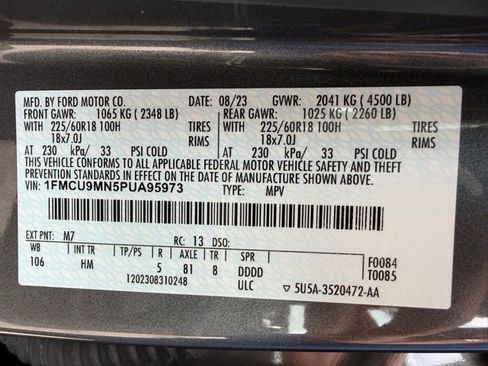 MFD. BY FORD MOTOR CO. 08/23 GVWR: 2041 KG ( 4500 LB)
FRONT GAWR: 1065 KG ( 2348 LB) REAR GAWR: 1025 KG ( 2260 LB)
WITH 225/60R18 100H TIRES WITH 225/60R18 100H TIRES
18x7.0J RIMS 18x7.0J RIMS
AT 230 kPa/ 33 PSI COLD AT 230 kPa/ 33 PSI COLD
THIS VEHICLE CONFORMS TO ALL APPLICABLE FEDERAL MOTOR VEHICLE SAFETY AND THEFT
PREVENTION STANDARDS IN EFFECT ON THE DATE OF MANUFACTURE SHOWN ABOVE.
VIN: 1FMCU9MN5PUA95973 TYPE: MPV
EXT PNT: M7 RC: 13 DSO:
WB INT TR TP/PS R AXLE TR SPR F0084
106 HM 5 81 8 DDDD T0085
1202308310248 ULC 5U5A-3520472-AA